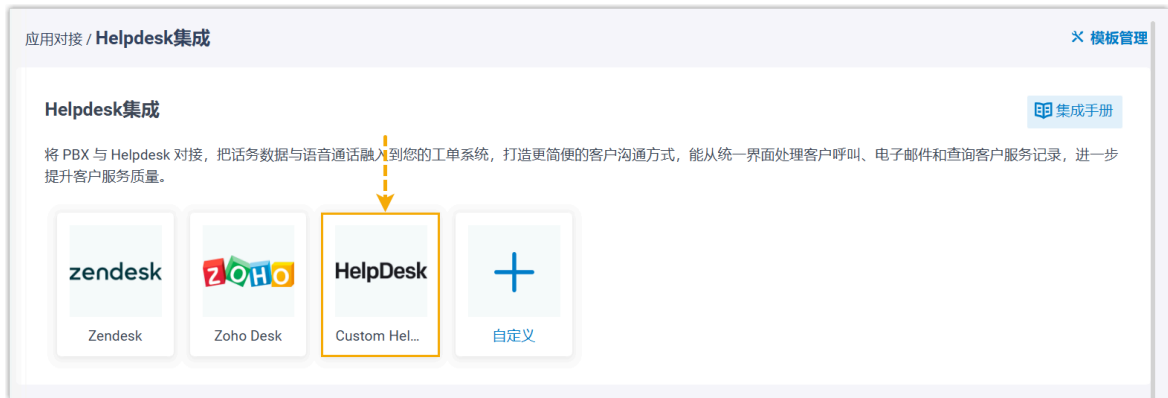 应用对接 / Helpdesk集成
模板管理
Helpdesk集成
集成手册
将 PBX 与 Helpdesk 对接，把话务数据与语音通话融入到您的工单系统，打造更简便的客户沟通方式，能从统一界面处理客户呼叫、电子邮件和查询客户服务记录，进一步
提升客户服务质量。
zendesk
ZOHO
HelpDesk
Zendesk
Zoho Desk
Custom Hel...
自定义